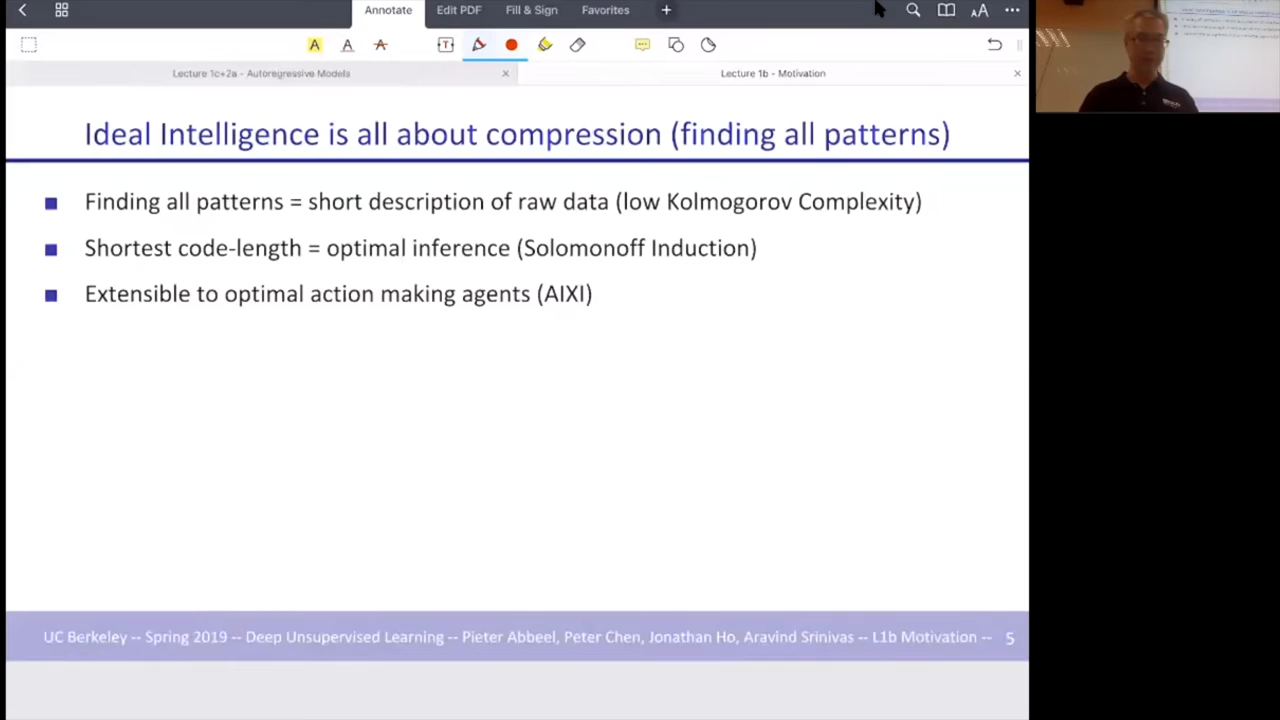 Annotate Edit PDF Fill & Sign Favorites
Lecture 1c+2a - Autoregressive Models
Lecture 1b - Motivation
Ideal Intelligence is all about compression (finding all patterns)
Finding all patterns = short description of raw data (low Kolmogorov Complexity)
Shortest code-length = optimal inference (Solomonoff Induction)
Extensible to optimal action making agents (AIXI)
UC Berkeley -- Spring 2019 -- Deep Unsupervised Learning -- Pieter Abbeel, Peter Chen, Jonathan Ho, Aravind Srinivas -- L1b Motivation -- 5